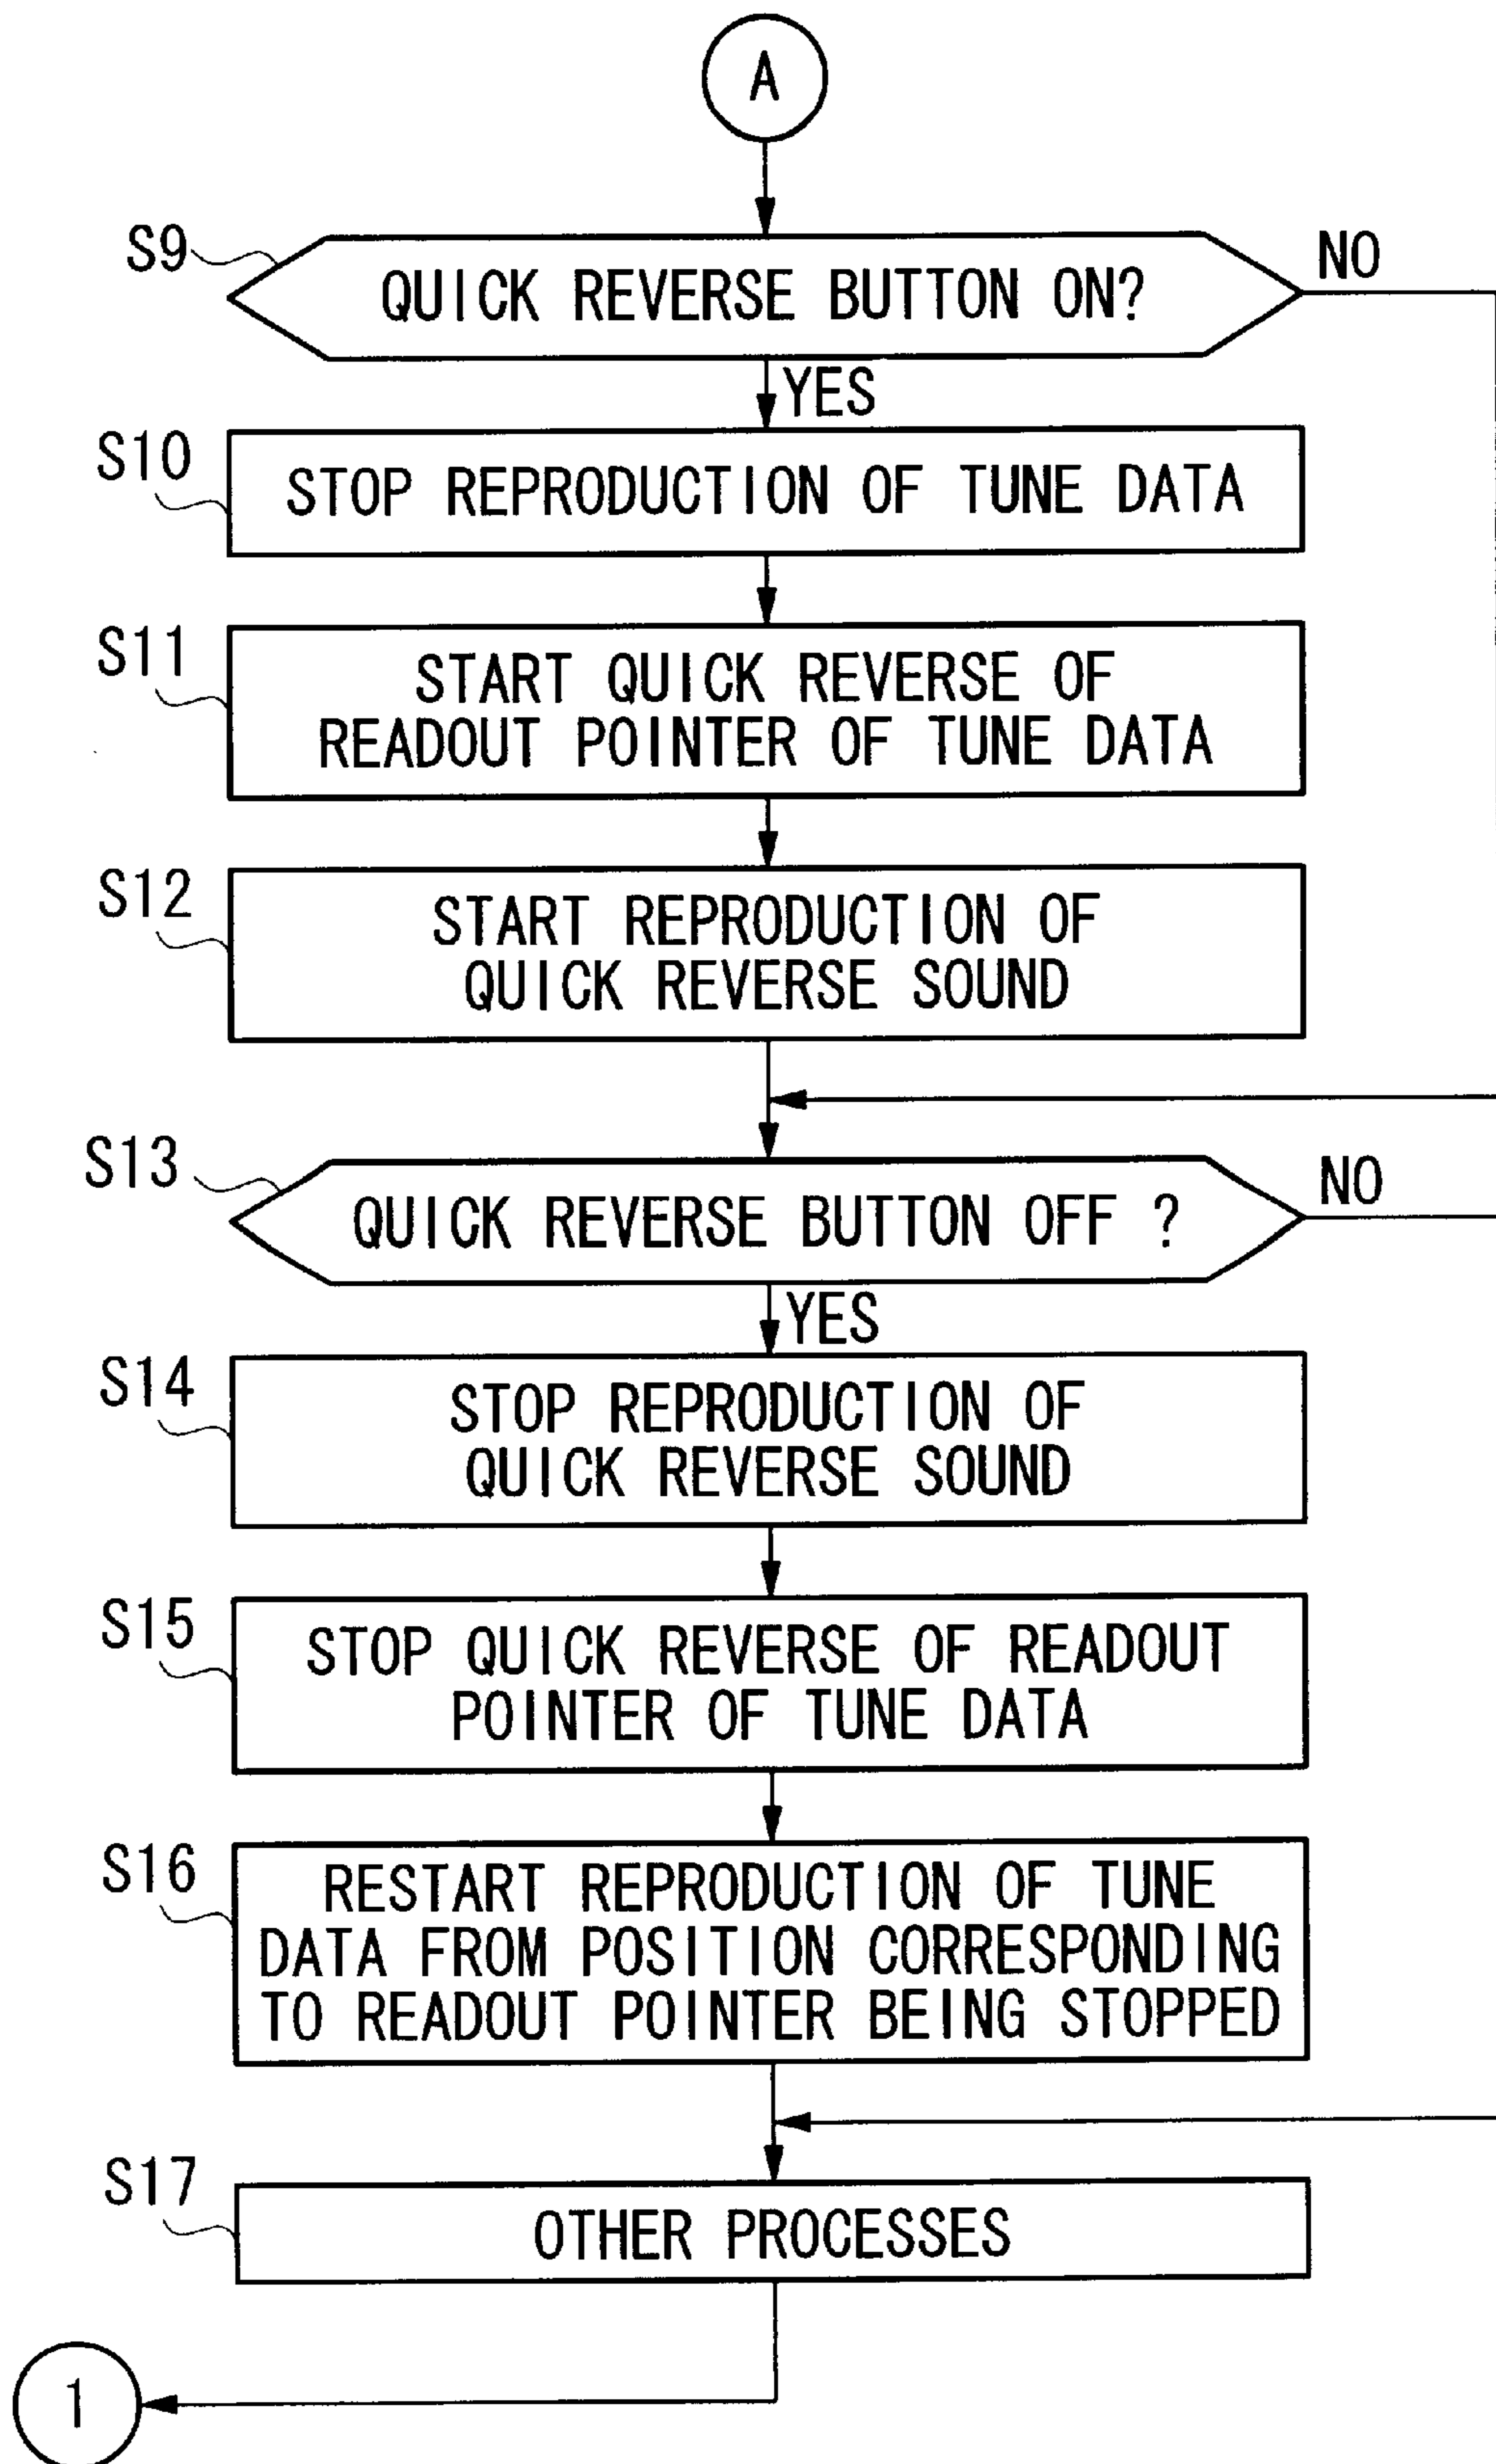 A
S9
QUICK REVERSE BUTTON ON?
NO
YES
S10
STOP REPRODUCTION OF TUNE DATA
S11
START QUICK REVERSE OF
READOUT POINTER OF TUNE DATA
S12
START REPRODUCTION OF
QUICK REVERSE SOUND
S13
QUICK REVERSE BUTTON OFF ?
NO
YES
S14
STOP REPRODUCTION OF
QUICK REVERSE SOUND
S15
STOP QUICK REVERSE OF READOUT
POINTER OF TUNE DATA
S16
RESTART REPRODUCTION OF TUNE
DATA FROM POSITION CORRESPONDING
TO READOUT POINTER BEING STOPPED
S17
OTHER PROCESSES
1